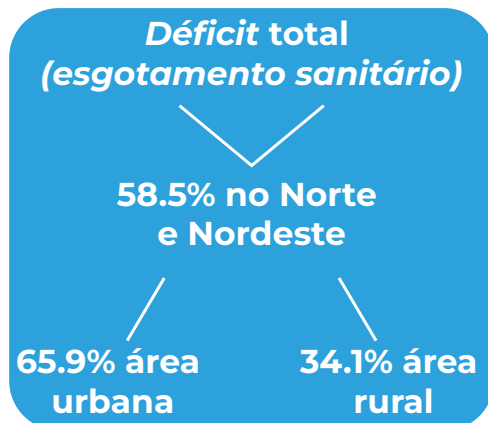 Déficit total
(esgotamento sanitário)
58.5% no Norte
e Nordeste
65.9% área
urbana
34.1% área
rural